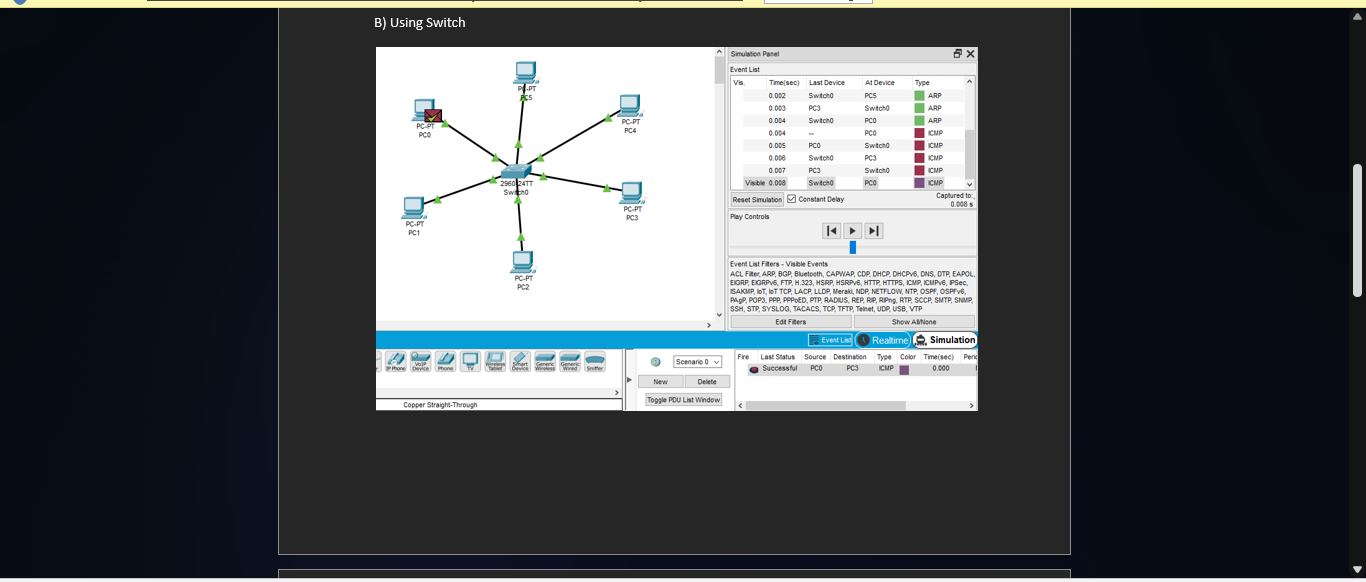 B) Using Switch
PC-PT
PC5
PC-PT
PC0
PC-PT
PC4
2960-24TT
Switch0
PC-PT
PC3
PC-PT
PC1
PC-PT
PC2
Simulation Panel
Event List
Vis. Time(sec) Last Device At Device Type
0.002 Switch0 PC5 ARP
0.003 PC3 Switch0 ARP
0.004 Switch0 PC0 ARP
0.004 -- PC0 ICMP
0.005 PC0 Switch0 ICMP
0.006 Switch0 PC3 ICMP
0.007 PC3 Switch0 ICMP
Visible 0.008 Switch0 PC0 ICMP
Reset Simulation Constant Delay Captured to:
0.008 s
Play Controls
Event List Filters - Visible Events
ACL Filter, ARP, BGP, Bluetooth, CAPWAP, CDP, DHCP, DHCPv6, DNS, DTP, EAPOL,
EIGRP, EIGRPv6, FTP, H.323, HSRP, HSRPv6, HTTP, HTTPS, ICMP, ICMPv6, IPSec,
ISAKMP, IoT, IoT TCP, LACP, LLDP, Meraki, NDP, NETFLOW, NTP, OSPF, OSPFv6,
PAgP, POP3, PPP, PPPoED, PTP, RADIUS, REP, RIP, RIPng, RTP, SCCP, SMTP, SNMP,
SSH, STP, SYSLOG, TACACS, TCP, TFTP, Telnet, UDP, USB, VTP
Edit Filters Show All/None
Event List Realtime Simulation
IP Phone
VoIP
Device
Phone
TV
Wireless
Tablet
Smart
Device
Generic
Wireless
Generic
Wired
Sniffer
Copper Straight-Through
Scenario 0
New Delete
Toggle PDU List Window
Fire Last Status Source Destination Type Color Time(sec)
Successful PC0 PC3 ICMP 0.000